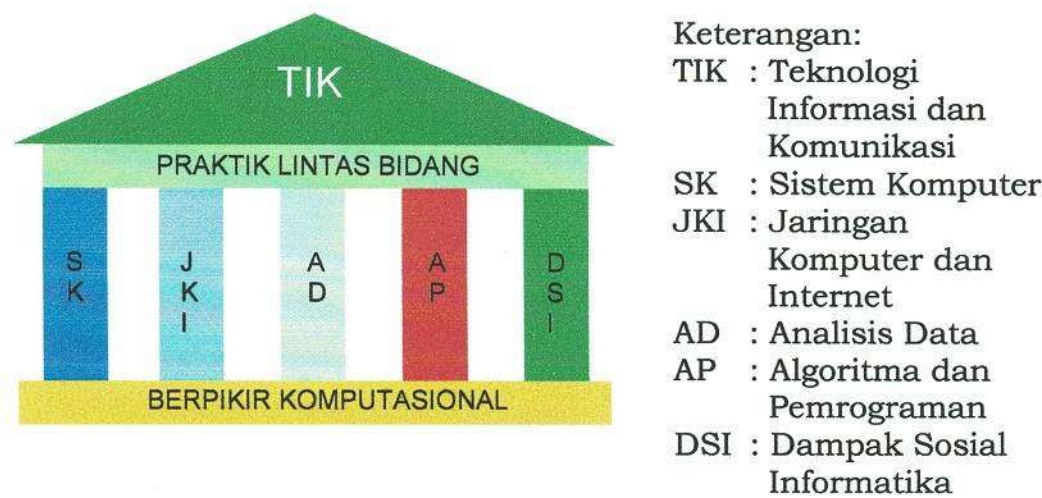 TIK
PRAKTIK LINTAS BIDANG
S
K
J
K
I
A
D
A
P
D
S
I
BERPIKIR KOMPUTASIONAL
Keterangan:
TIK : Teknologi
Informasi dan
Komunikasi
SK : Sistem Komputer
JKI : Jaringan
Komputer dan
Internet
AD : Analisis Data
AP : Algoritma dan
Pemrograman
DSI : Dampak Sosial
Informatika